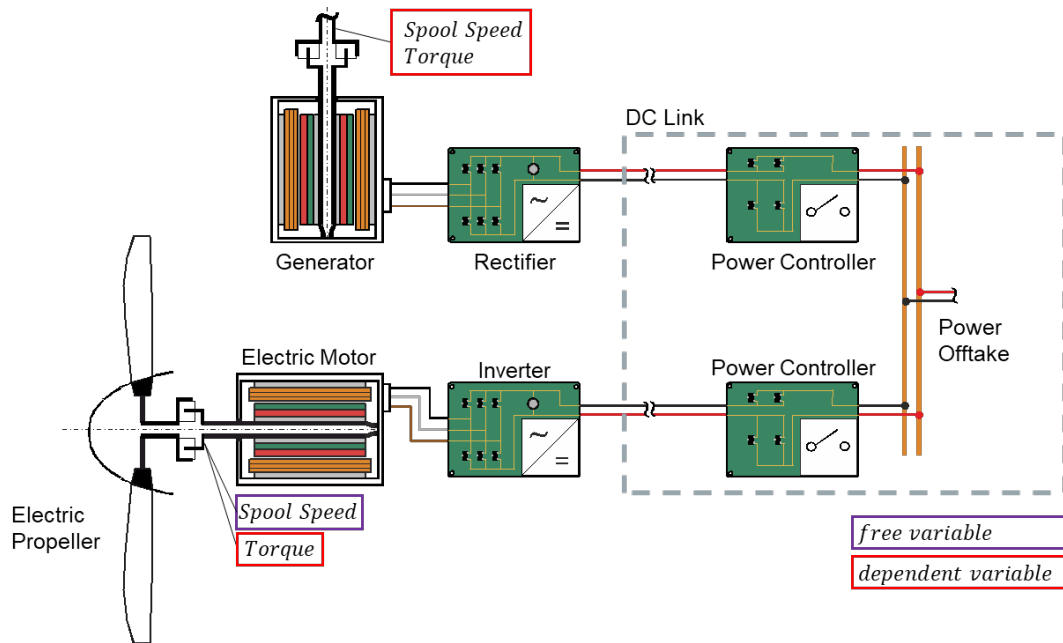 Spool Speed
Torque
DC Link
Generator
Rectifier
~
=
Power Controller
Power
Offtake
Electric Motor
Inverter
~
=
Power Controller
Spool Speed
Torque
Electric
Propeller
free variable
dependent variable